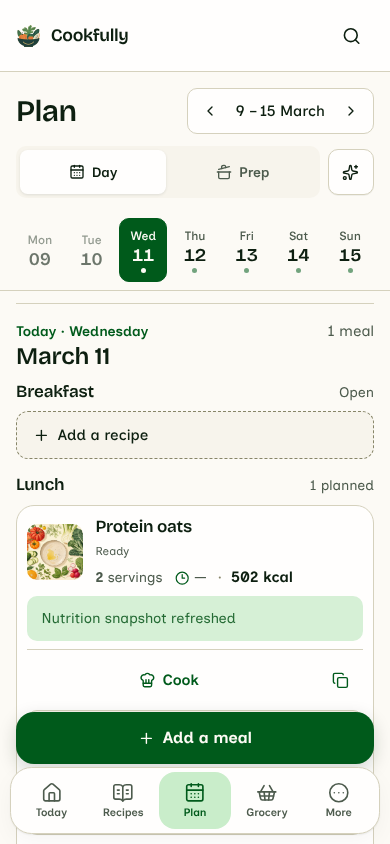 Cookfully
Plan
9 – 15 March
Day
Prep
Mon Tue Wed Thu Fri Sat Sun
09 10 11 12 13 14 15
Today · Wednesday
1 meal
March 11
Breakfast
Open
+ Add a recipe
Lunch
1 planned
Protein oats
Ready
2 servings — · 502 kcal
Nutrition snapshot refreshed
Cook
+ Add a meal
Today Recipes Plan Grocery More